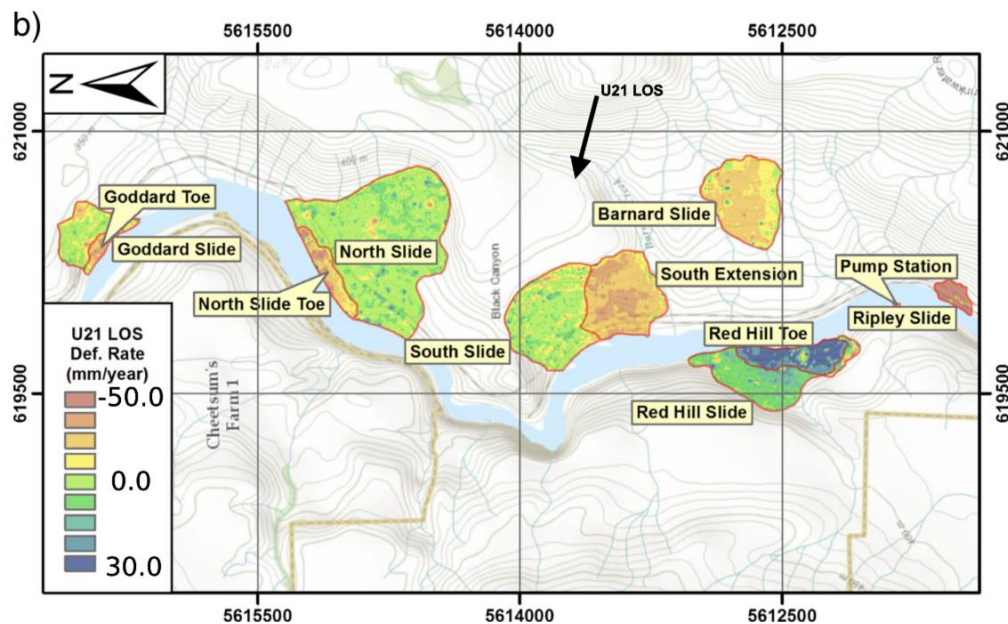 b)
5615500
5614000
5612500
N
U21 LOS
621000
621000
350 m
400 m
Goddard Toe
Goddard Slide
Barnard Slide
North Slide
South Extension
Pump Station
North Slide Toe
Black Canyon
Ripley Slide
Red Hill Toe
South Slide
U21 LOS
Def. Rate
(mm/year)
-50.0
0.0
30.0
Cheetsum's
Farm 1
619500
619500
Red Hill Slide
5615500
5614000
5612500